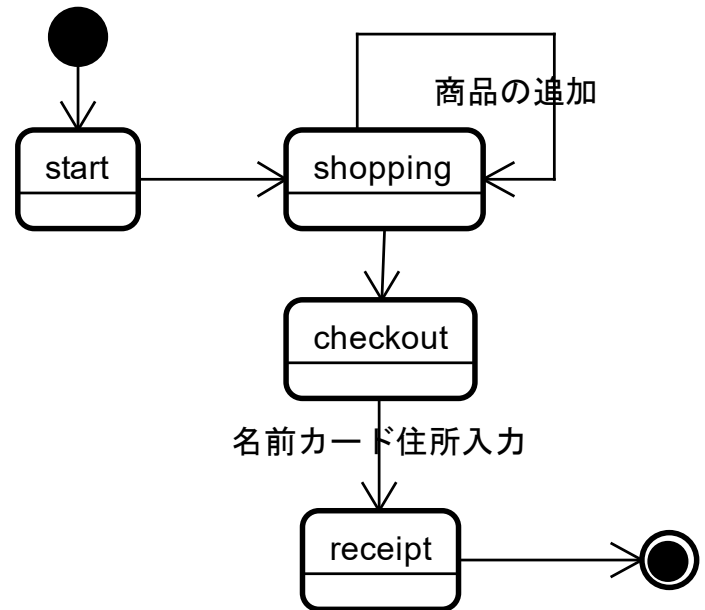 商品の追加
start
shopping
checkout
名前カード住所入力
receipt